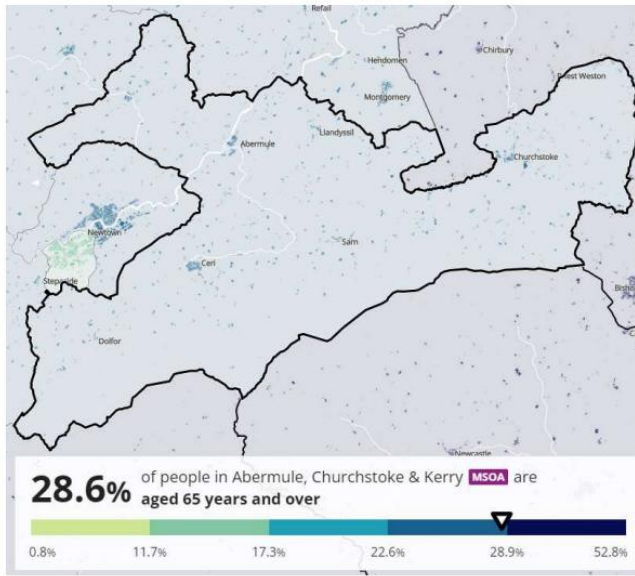 Refail
Hendomen
Chirbury
Montgomery
Priest Weston
Llandyssil
Abermule
Churchstoke
Newtown
Sarn
Ceri
Dolfor
Newcastle
28.6% of people in Abermule, Churchstoke & Kerry MSOA are
aged 65 years and over
0.8% 11.7% 17.3% 22.6% 28.9% 52.8%